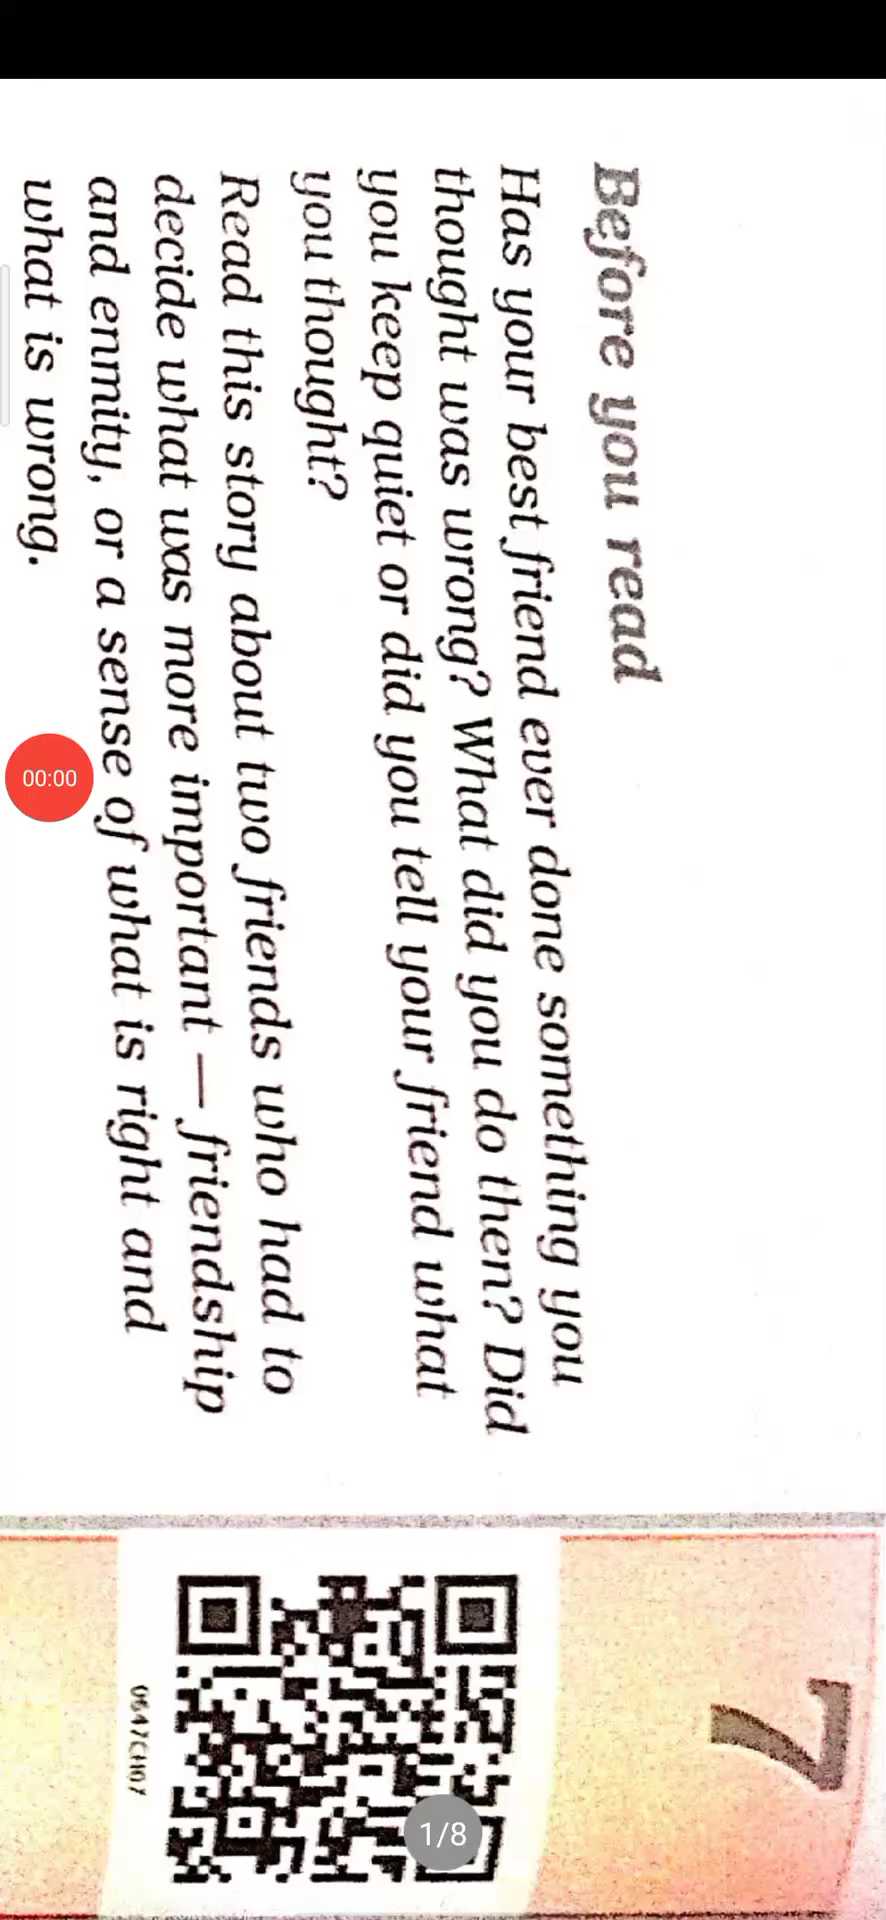 Before you read
Has your best friend ever done something you
thought was wrong? What did you do then? Did
you keep quiet or did you tell your friend what
you thought?
Read this story about two friends who had to
decide what was more important — friendship
and enmity, or a sense of what is right and
what is wrong.
00:00
7
0647CH07
1/8